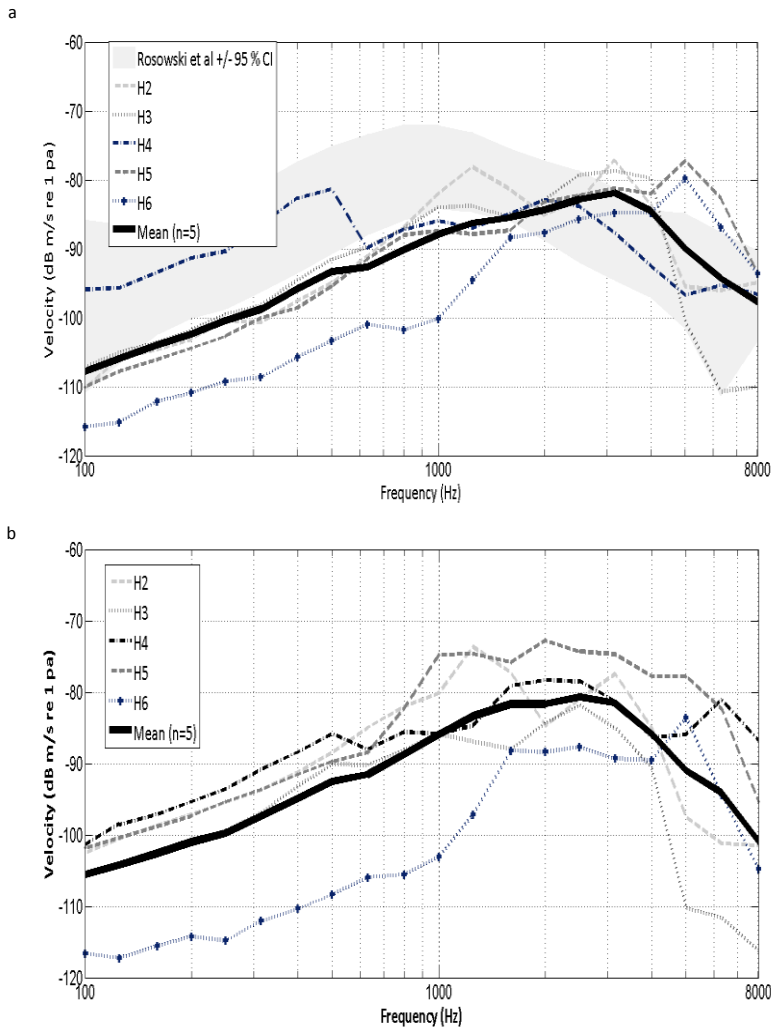 a
-60
-70
-80
-90
-100
-110
-120
Velocity (dB m/s re 1 pa)
Rosowski et al +/- 95 % CI
H2
H3
H4
H5
H6
Mean (n=5)
100
1000
8000
Frequency (Hz)
b
-60
-70
-80
-90
-100
-110
-120
Velocity (dB m/s re 1 pa)
H2
H3
H4
H5
H6
Mean (n=5)
100
1000
8000
Frequency (Hz)